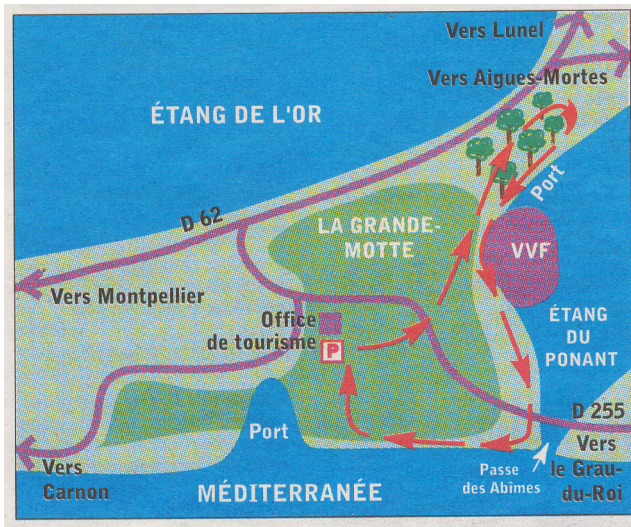 Vers Lunel
Vers Aigues-Mortes
ÉTANG DE L'OR
Port
D 62
LA GRANDE-
MOTTE
VVF
Vers Montpellier
ÉTANG
DU
PONANT
Office
de tourisme
P
D 255
Port
Vers
le Grau-
du-Roi
Vers
Carnon
Passe
des Abîmes
MÉDITERRANÉE